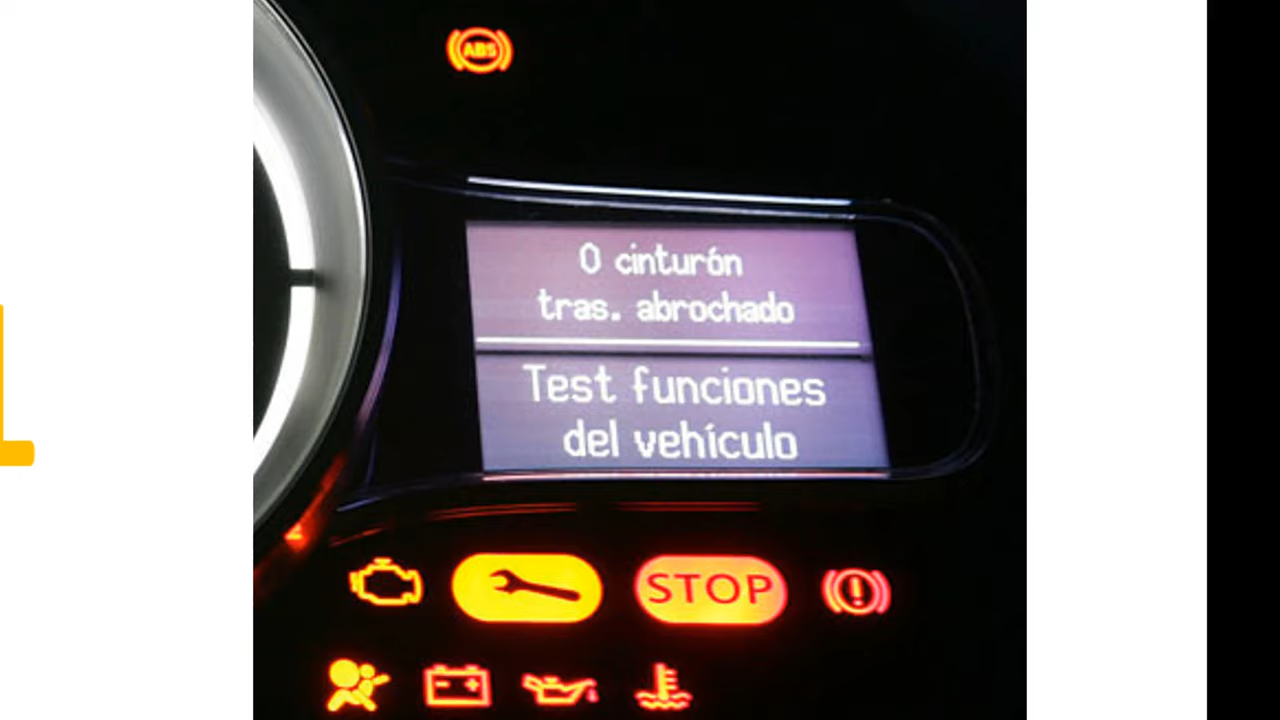 ABS
0 cinturón
tras. abrochado
Test funciones
del vehículo
STOP